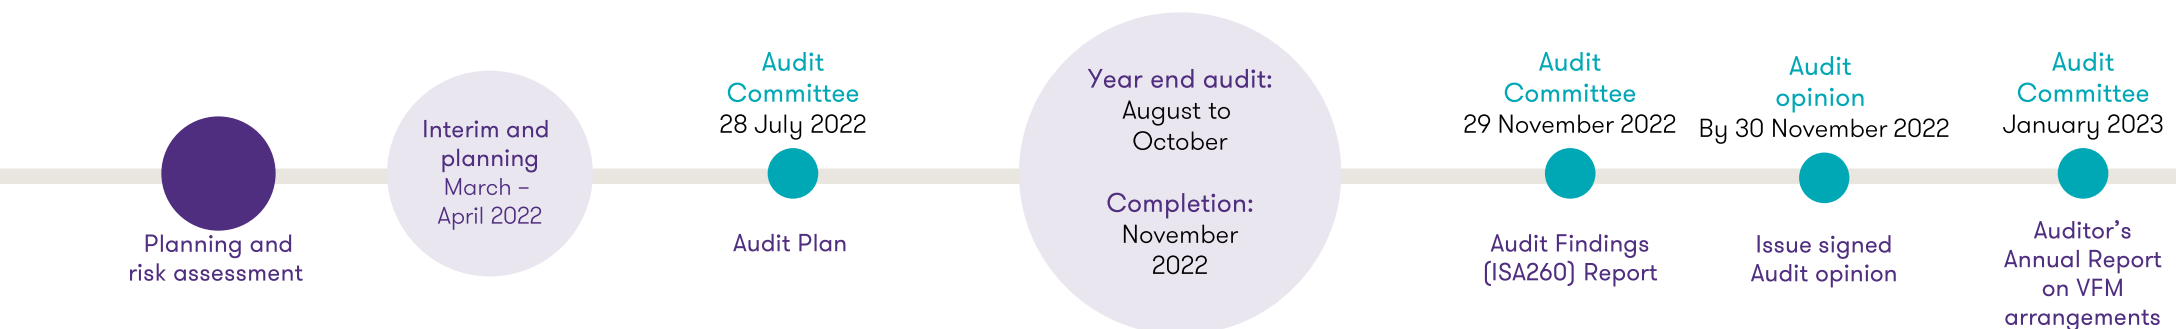 Planning and
risk assessment
Interim and
planning
March –
April 2022
Audit
Committee
28 July 2022
Audit Plan
Year end audit:
August to
October
Completion:
November
2022
Audit
Committee
29 November 2022
Audit Findings
(ISA260) Report
Audit
opinion
By 30 November 2022
Issue signed
Audit opinion
Audit
Committee
January 2023
Auditor’s
Annual Report
on VFM
arrangements